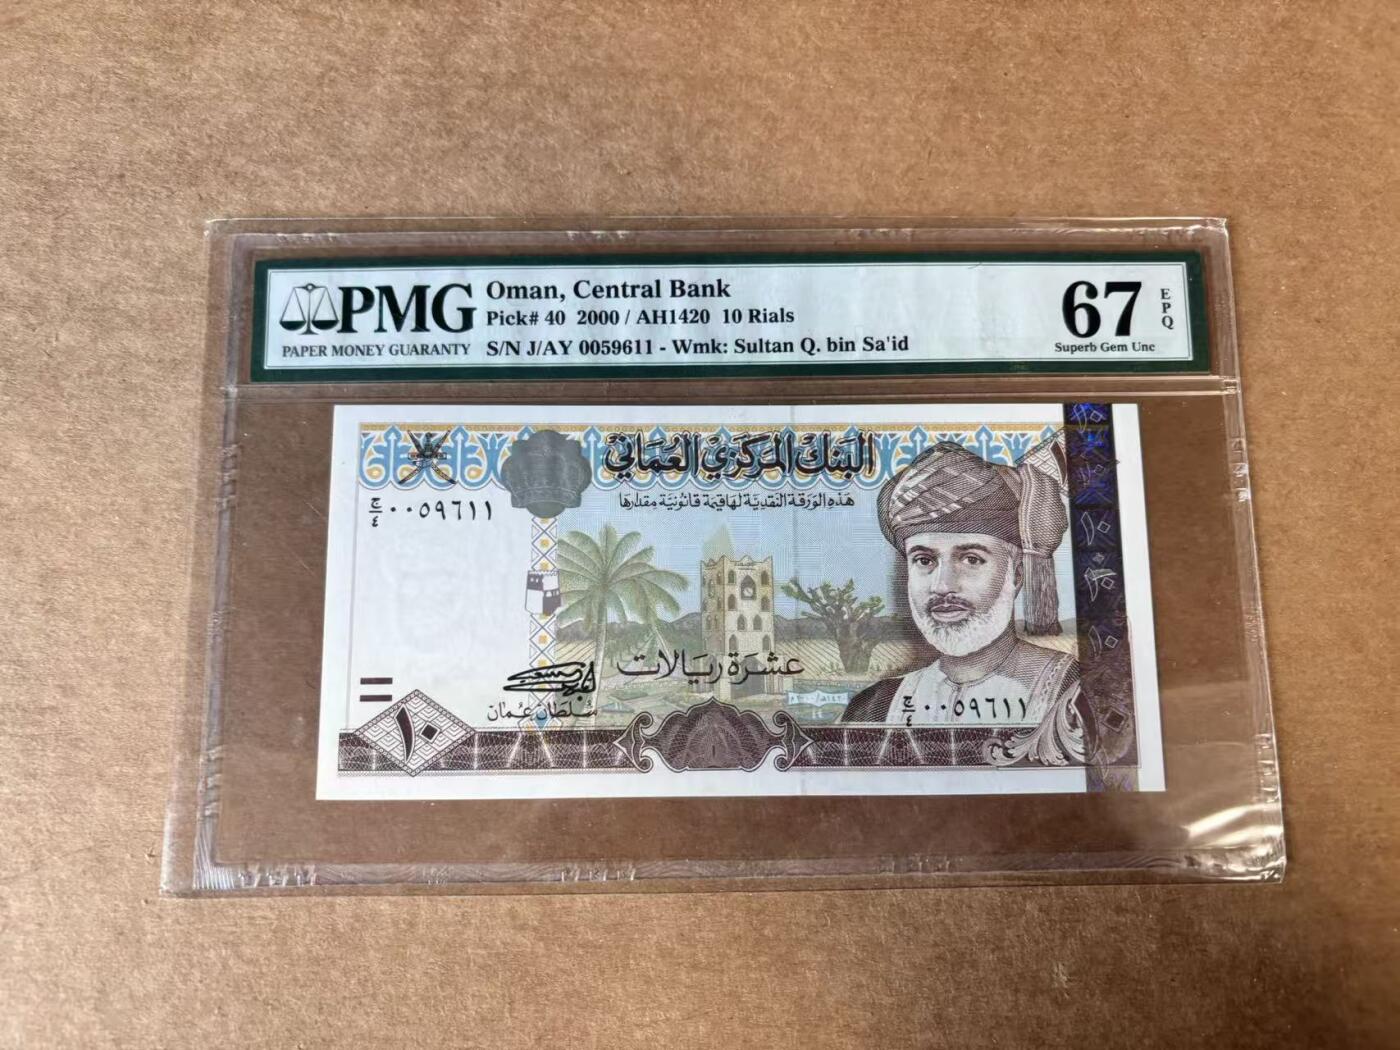 PMG
PAPER MONEY GUARANTY
Oman, Central Bank
Pick# 40 2000 / AH1420 10 Rials
S/N J/AY 0059611 - Wmk: Sultan Q. bin Sa'id
67
EPQ
Superb Gem Unc
البنك المركزي العماني
هذه الورقة النقدية لها قيمة قانونية مقدارها
ج/٤ ٠٠٥٩٦١١
عشرة ريالات
سلطان عمان
ج/٤ ٠٠٥٩٦١١
١٠